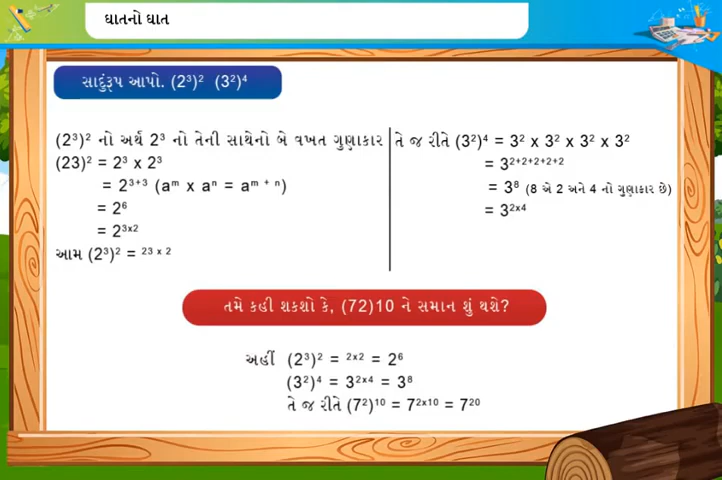 ઘાતનો ઘાત
સાદુંરૂપ આપો. (2³)² (3²)⁴
(2³)² નો અર્થ 2³ નો તેની સાથેનો બે વખત ગુણાકાર
(23)² = 2³ x 2³
= 2³⁺³ (aᵐ x aⁿ = aᵐ ⁺ ⁿ)
= 2⁶
= 2³ˣ²
આમ (2³)² = ²³ ˣ ²
તે જ રીતે (3²)⁴ = 3² x 3² x 3² x 3²
= 3²⁺²⁺²⁺²⁺²
= 3⁸ (8 એ 2 અને 4 નો ગુણાકાર છે)
= 3²ˣ⁴
તમે કહી શકશો કે, (72)10 ને સમાન શું થશે?
અહીં (2³)² = ²ˣ² = 2⁶
(3²)⁴ = 3²ˣ⁴ = 3⁸
તે જ રીતે (7²)¹⁰ = 7²ˣ¹⁰ = 7²⁰